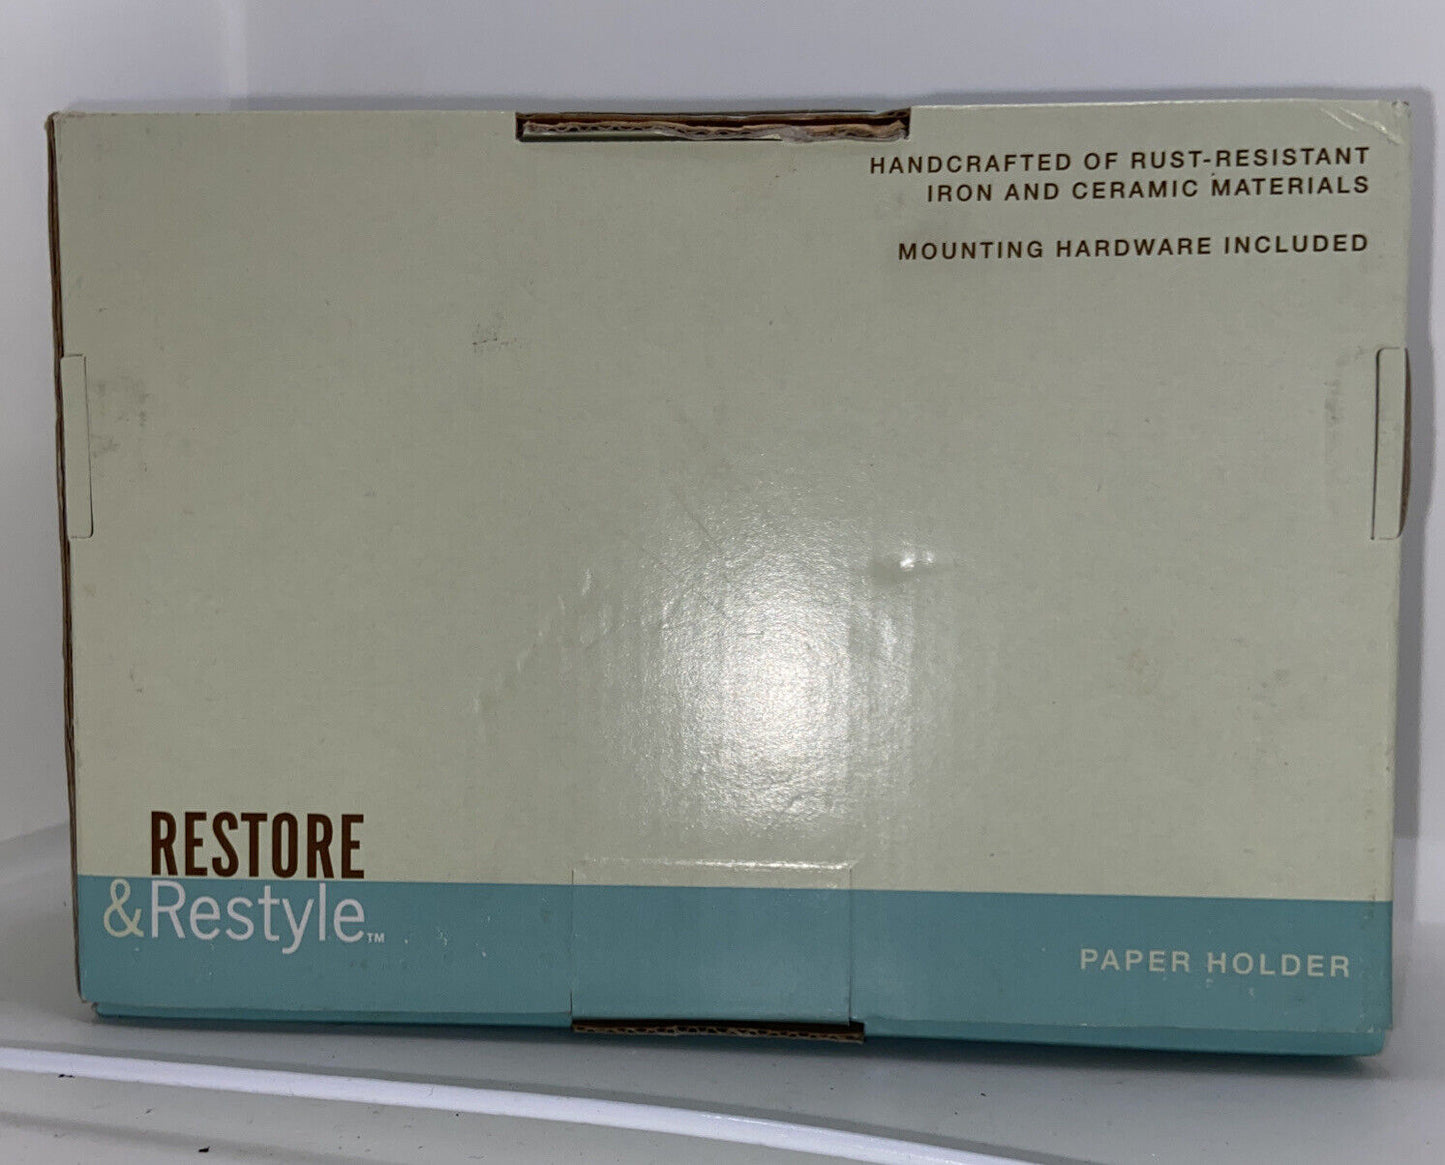 HANDCRAFTED OF RUST-RESISTANT
IRON AND CERAMIC MATERIALS
MOUNTING HARDWARE INCLUDED
RESTORE
&Restyle™
PAPER HOLDER